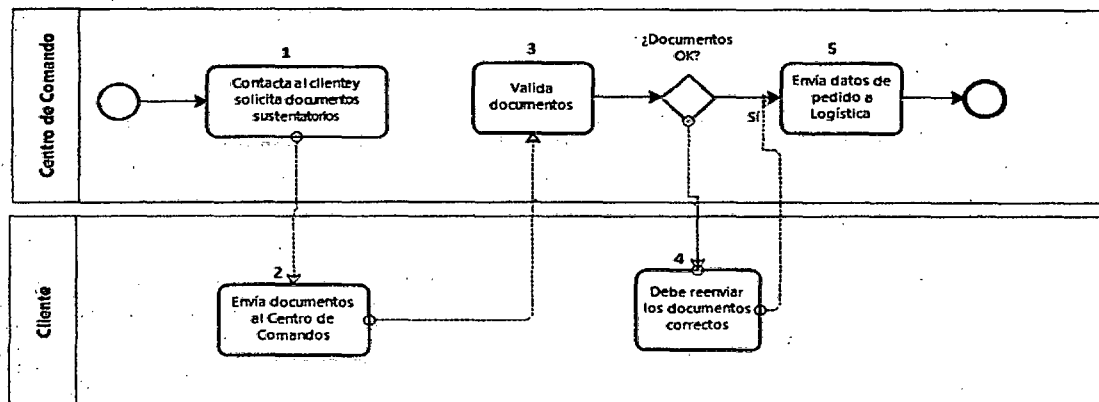 Centro de Comando
1
Contacta al clientey
solicita documentos
sustentatorios
3
Valida
documentos
¿Documentos
OK?
Sí
5
Envía datos de
pedido a
Logística
Cliente
2
Envía documentos
al Centro de
Comandos
4
Debe reenviar
los documentos
correctos